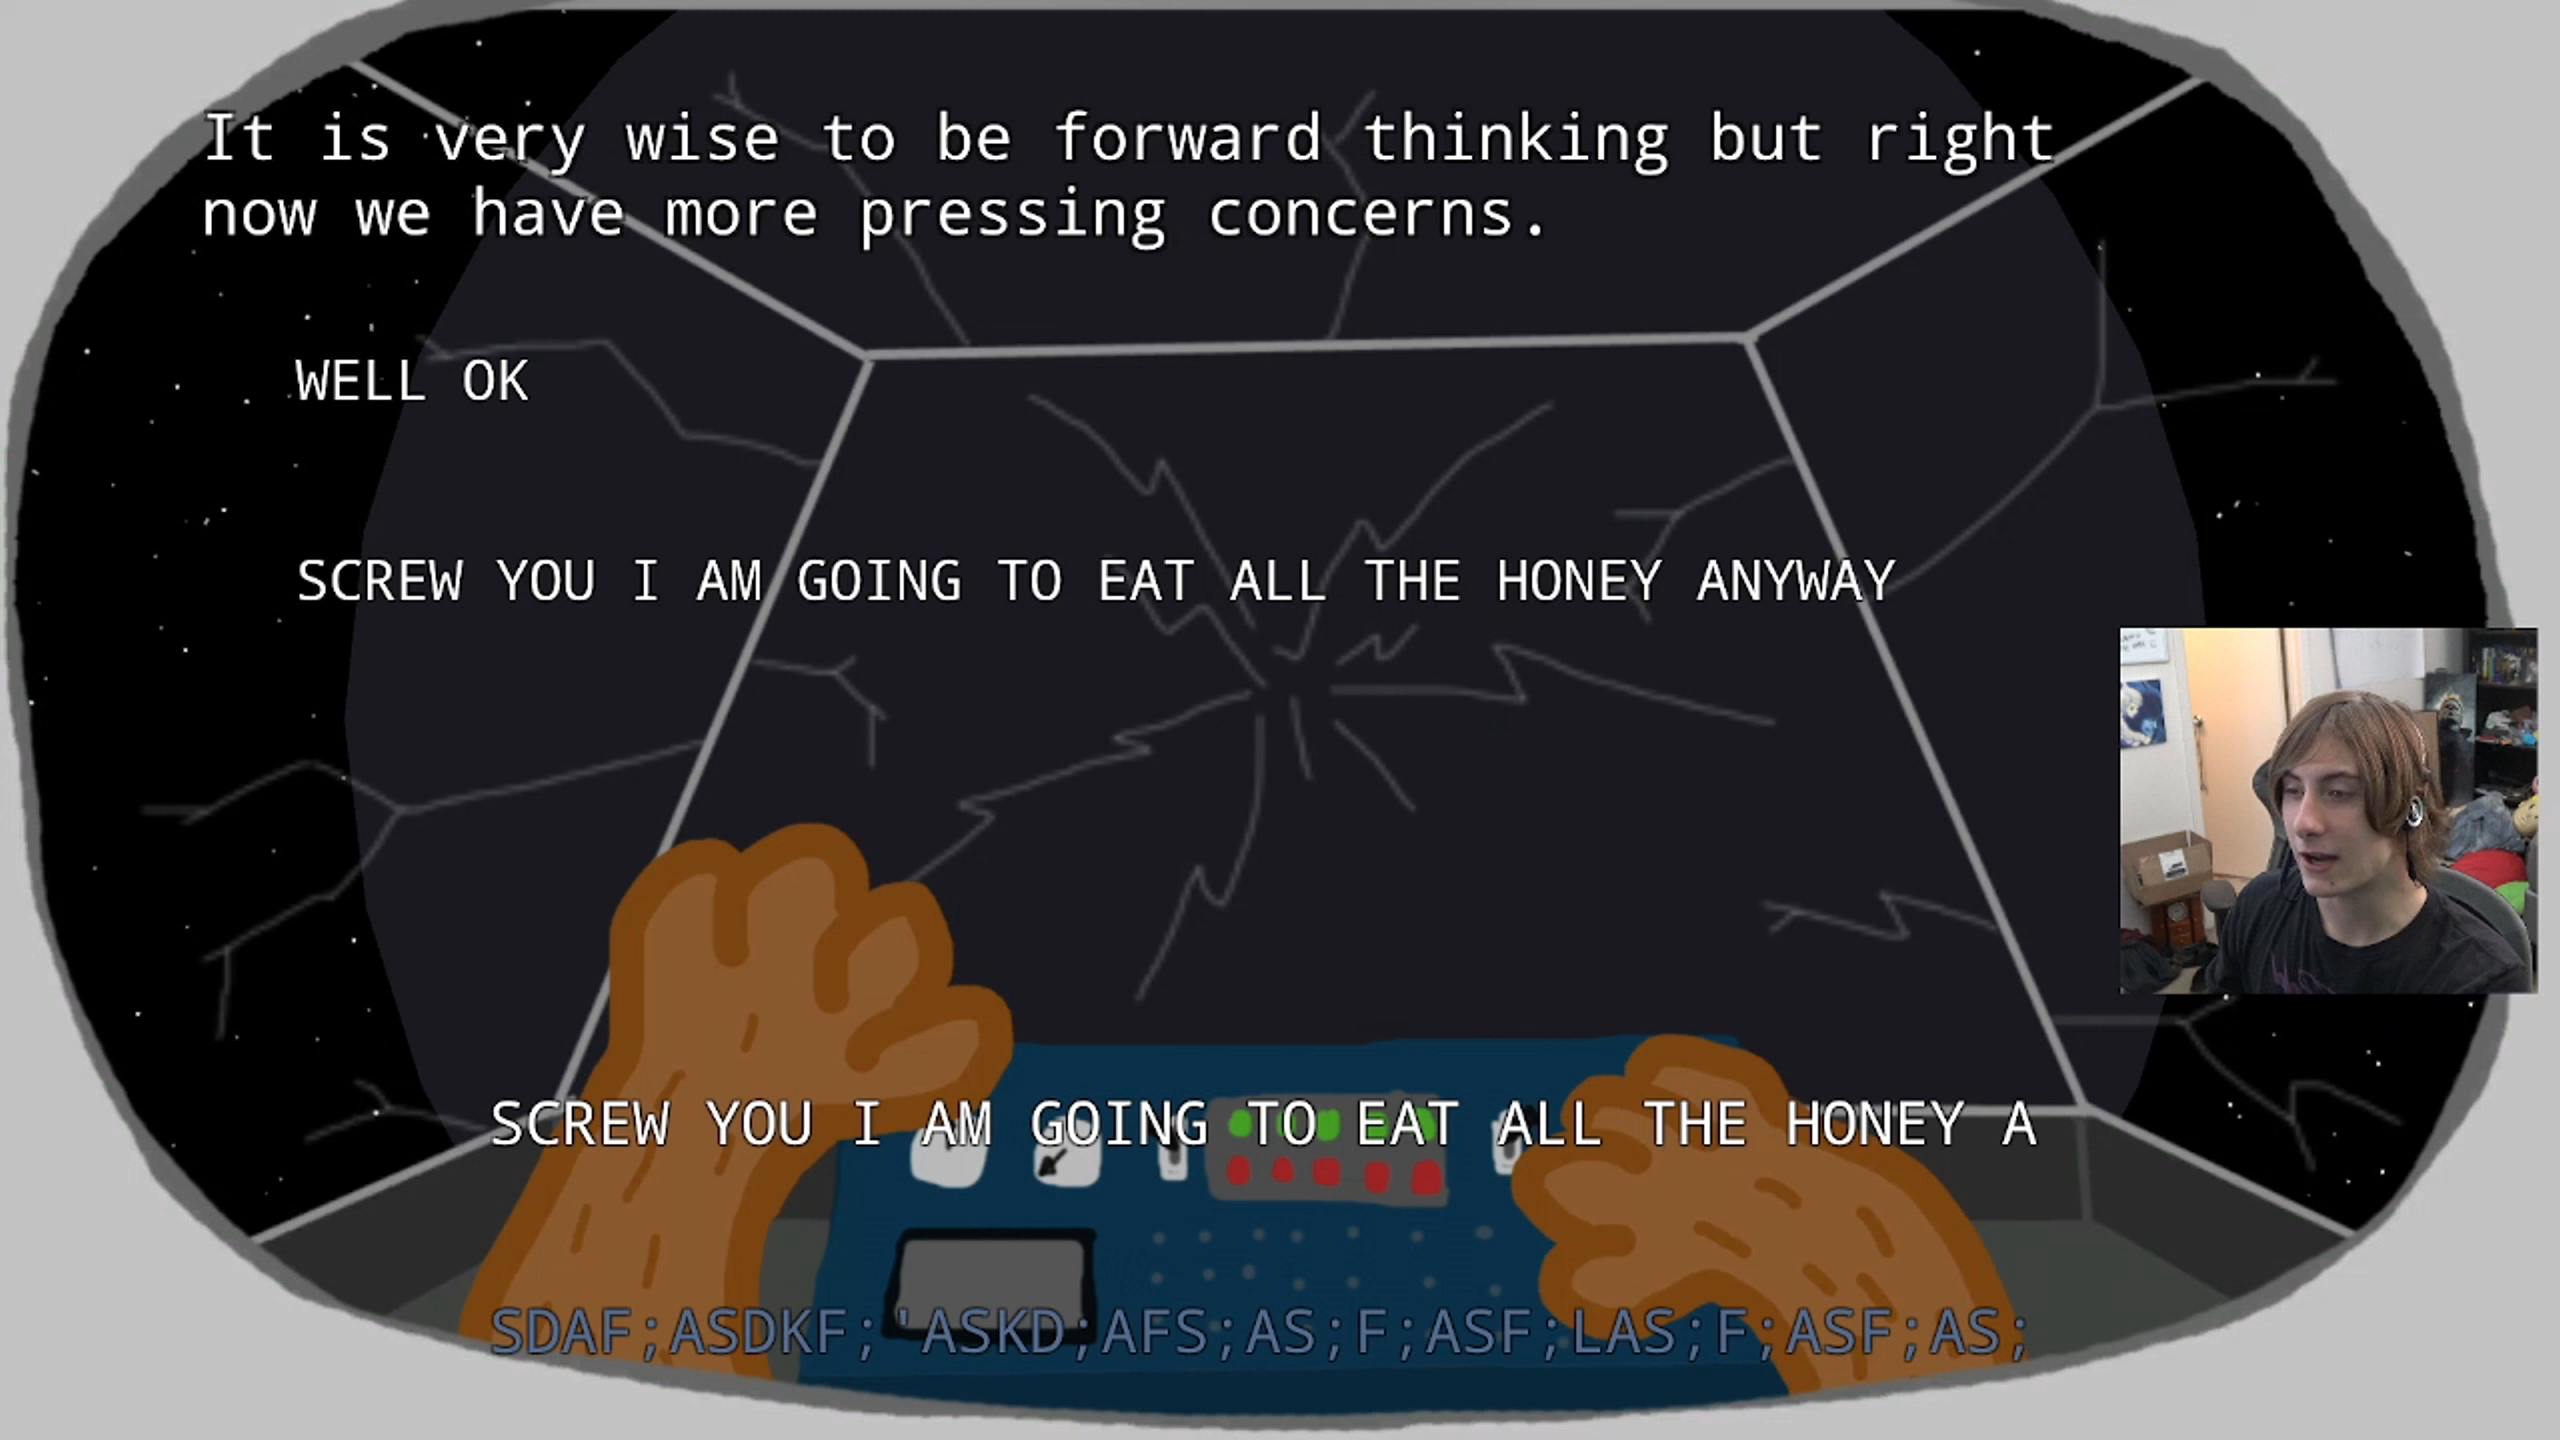 It is very wise to be forward thinking but right
now we have more pressing concerns.
WELL OK
SCREW YOU I AM GOING TO EAT ALL THE HONEY ANYWAY
SCREW YOU I AM GOING TO EAT ALL THE HONEY A
SDAF;ASDKF;'ASKD;AFS;AS;F;ASF;LAS;F;ASF;AS;